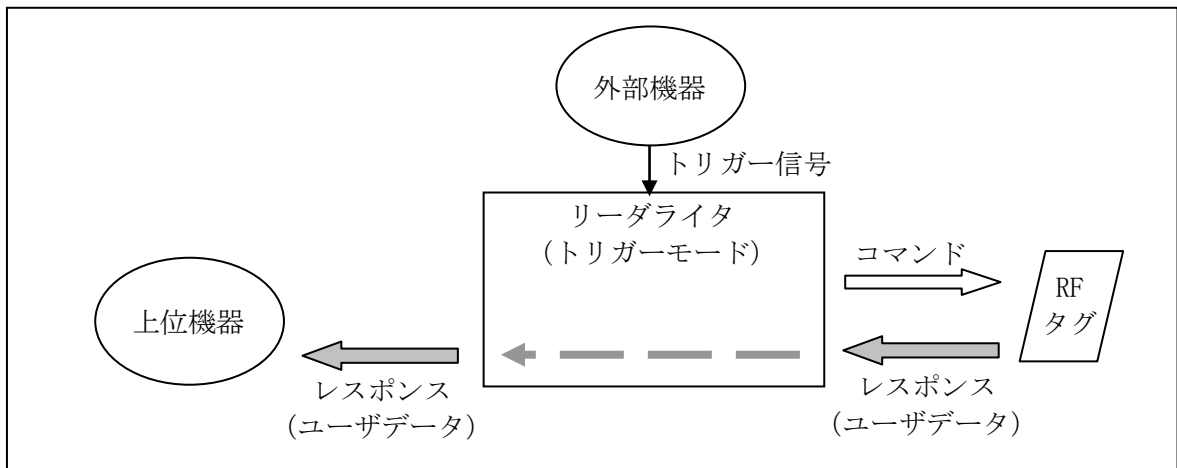 外部機器
トリガー信号
リーダライタ
(トリガーモード)
コマンド
RF
タグ
上位機器
レスポンス
(ユーザデータ)
レスポンス
(ユーザデータ)